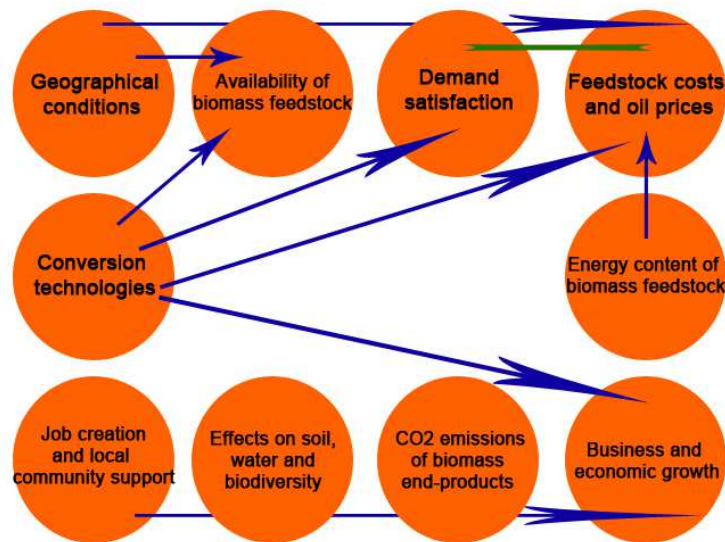 Geographical
conditions
Availability of
biomass feedstock
Demand
satisfaction
Feedstock costs
and oil prices
Conversion
technologies
Energy content of
biomass feedstock
Job creation
and local
community support
Effects on soil,
water and
biodiversity
CO2 emissions
of biomass
end-products
Business and
economic growth